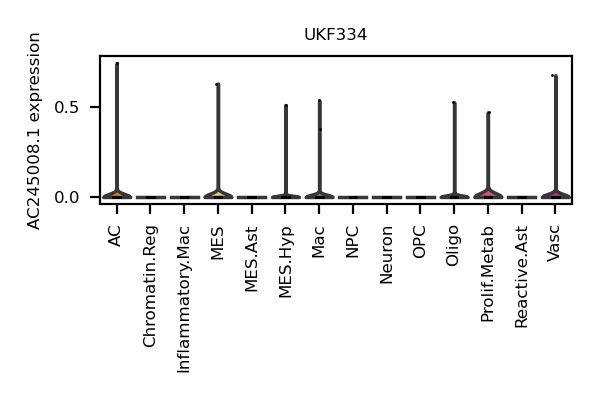 UKF334
AC245008.1 expression
0.5
0.0
AC
Chromatin.Reg
Inflammatory.Mac
MES
MES.Ast
MES.Hyp
Mac
NPC
Neuron
OPC
Oligo
Prolif.Metab
Reactive.Ast
Vasc